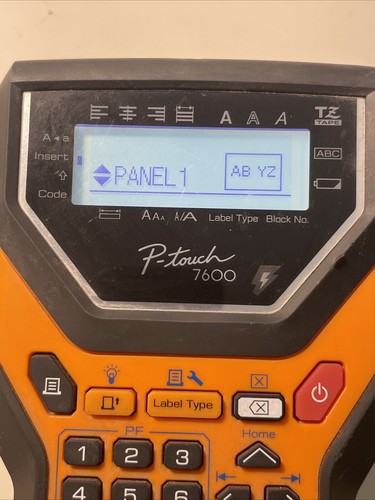 A A A TZ
TAPE
A◂a
Insert
Code
PANEL1
AB YZ
ABC
AAA A/A Label Type Block No.
P-touch
7600
Label Type
PF
Home
1 2 3
4 5 6